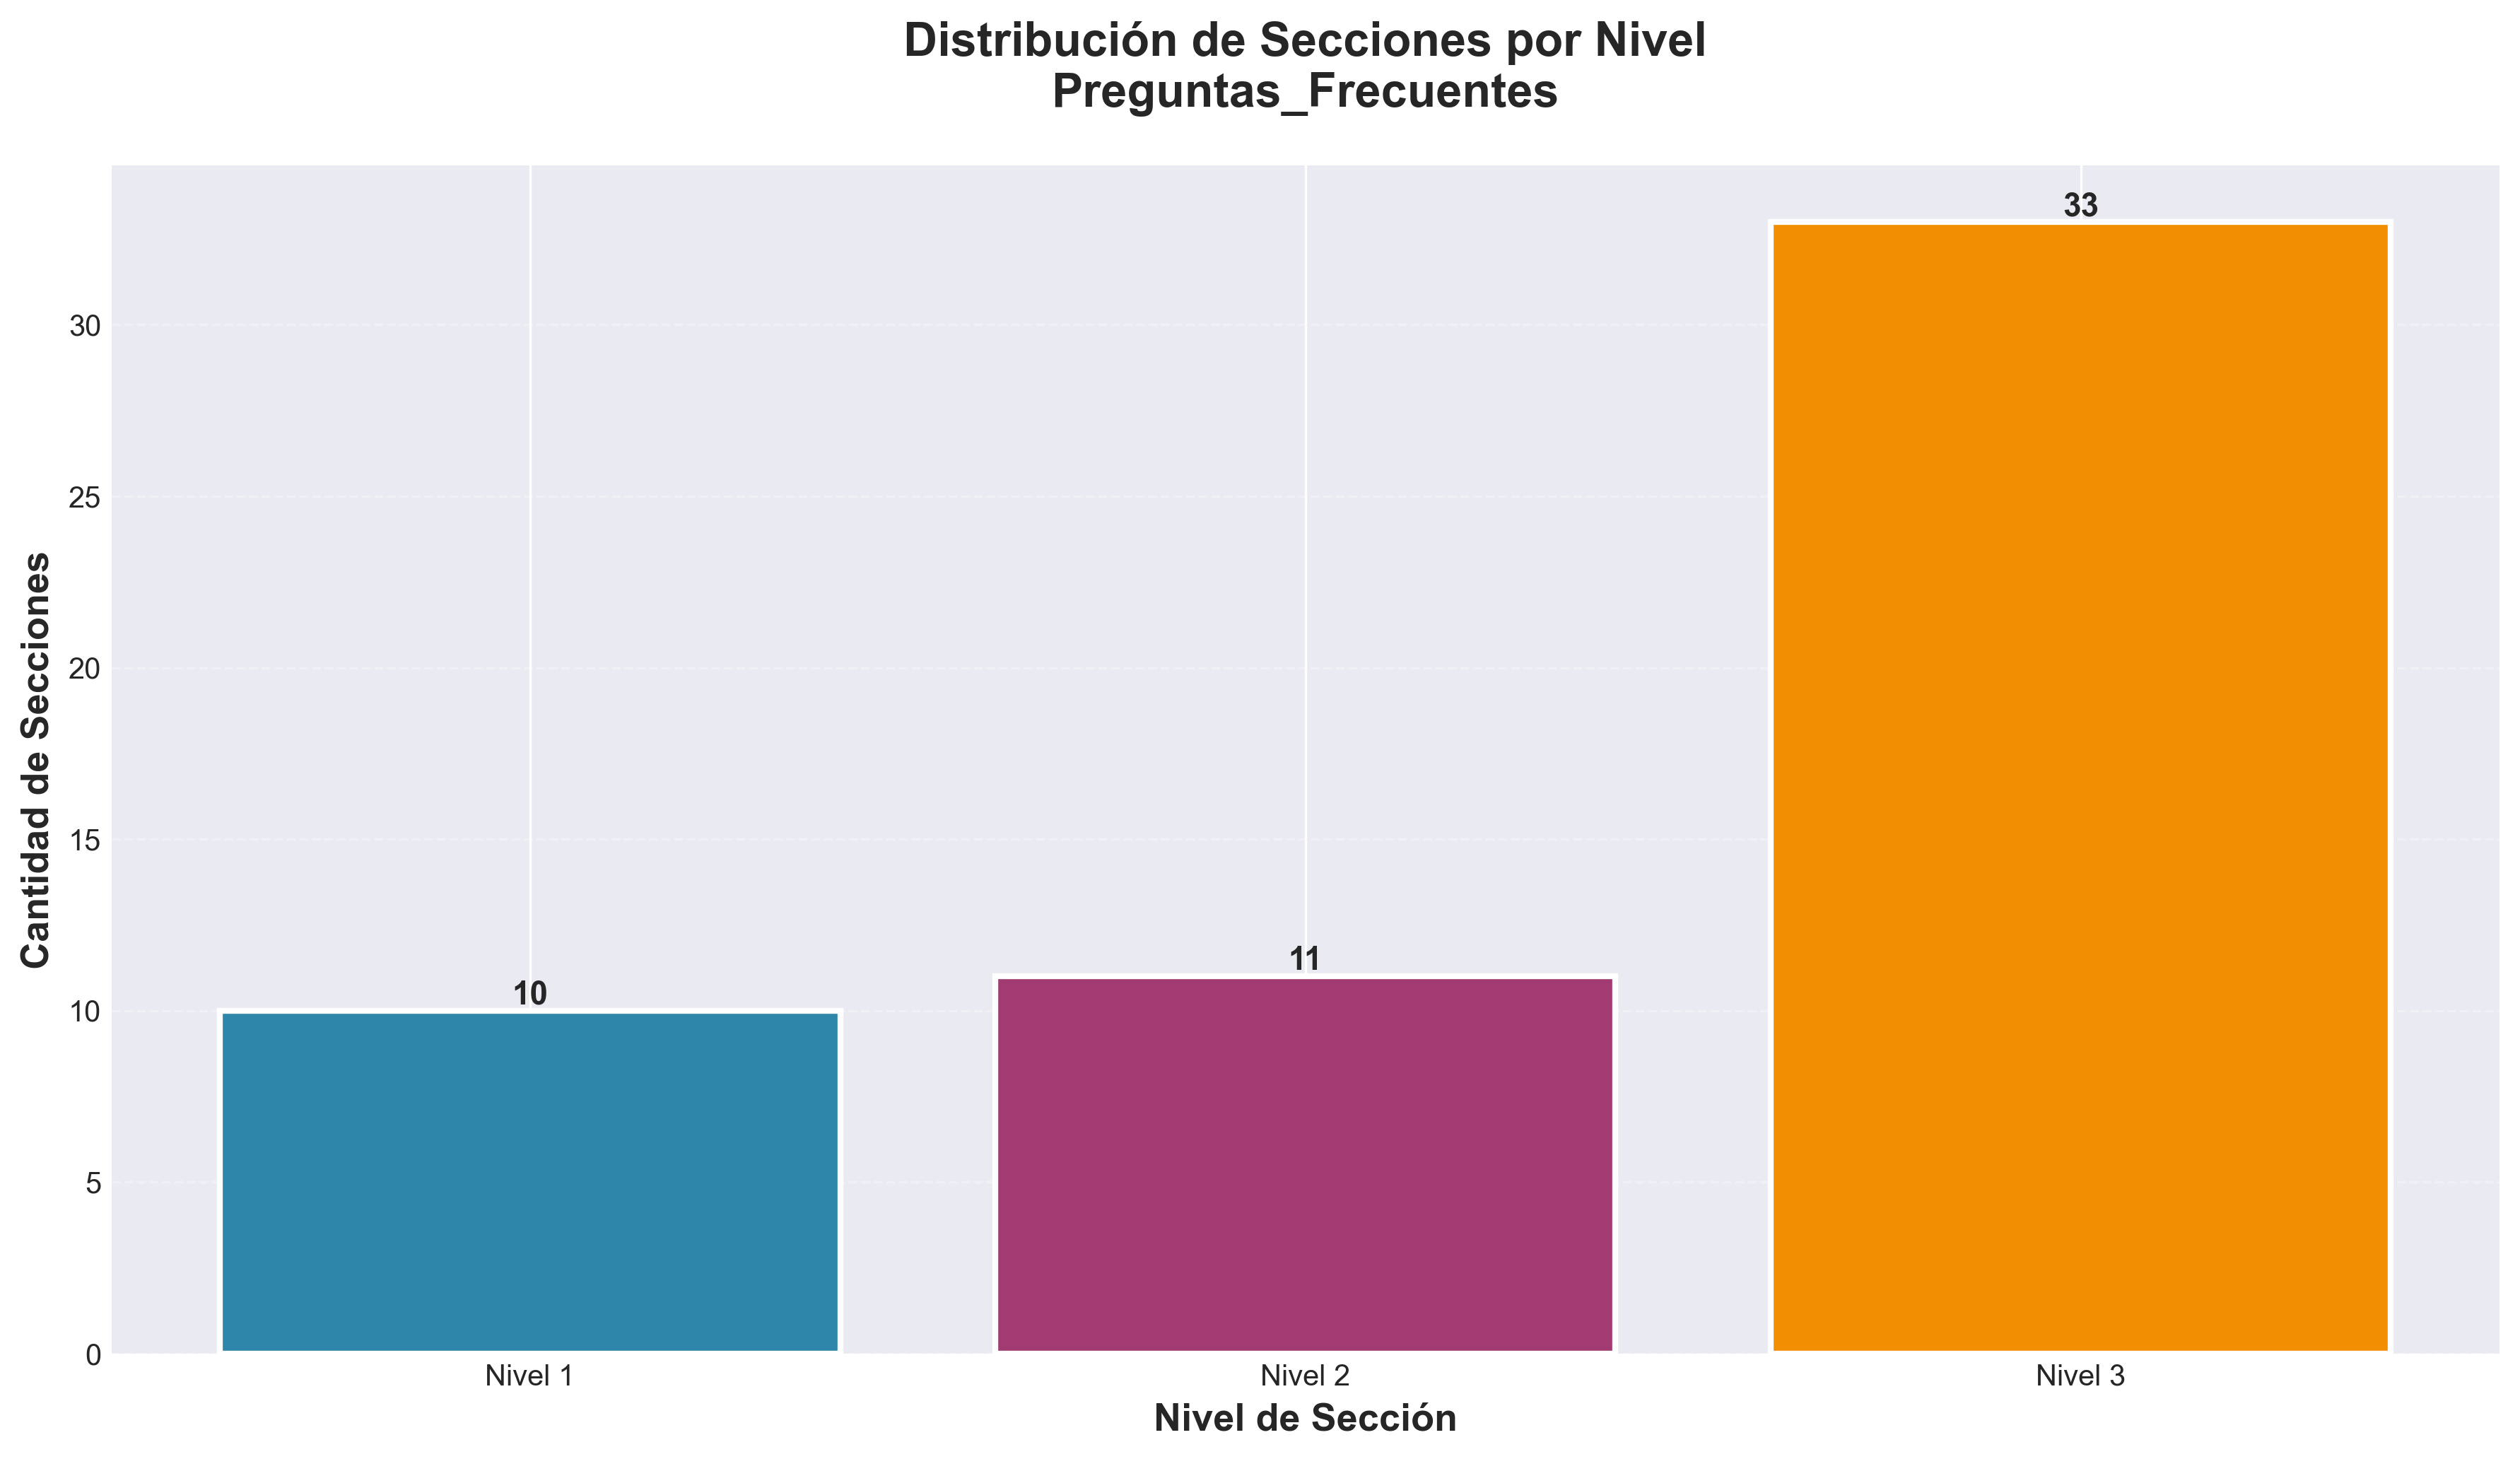 Distribución de Secciones por Nivel
Preguntas_Frecuentes
Cantidad de Secciones
30
25
20
15
10
5
0
10
11
33
Nivel 1
Nivel 2
Nivel 3
Nivel de Sección